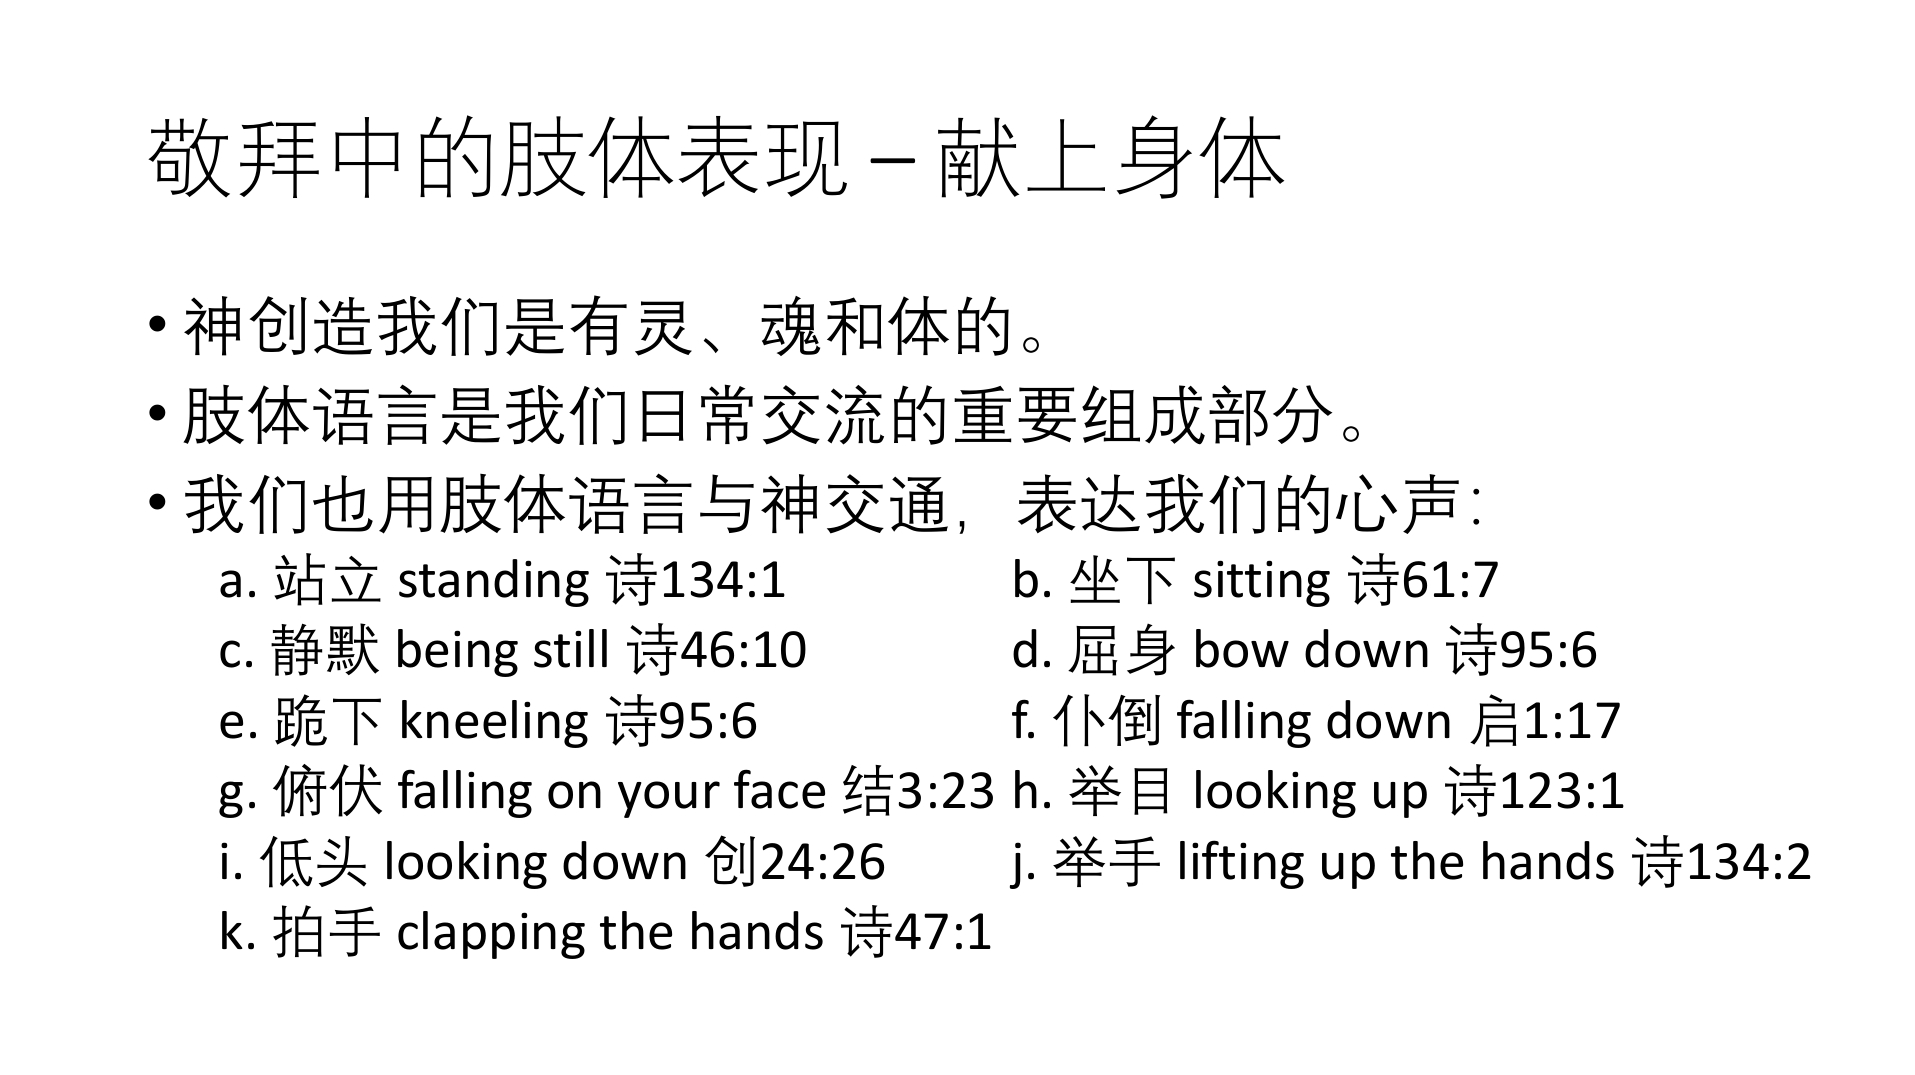 敬拜中的肢体表现 – 献上身体
• 神创造我们是有灵、魂和体的。
• 肢体语言是我们日常交流的重要组成部分。
• 我们也用肢体语言与神交通，表达我们的心声：
a. 站立 standing 诗134:1 b. 坐下 sitting 诗61:7
c. 静默 being still 诗46:10 d. 屈身 bow down 诗95:6
e. 跪下 kneeling 诗95:6 f. 仆倒 falling down 启1:17
g. 俯伏 falling on your face 结3:23 h. 举目 looking up 诗123:1
i. 低头 looking down 创24:26 j. 举手 lifting up the hands 诗134:2
k. 拍手 clapping the hands 诗47:1